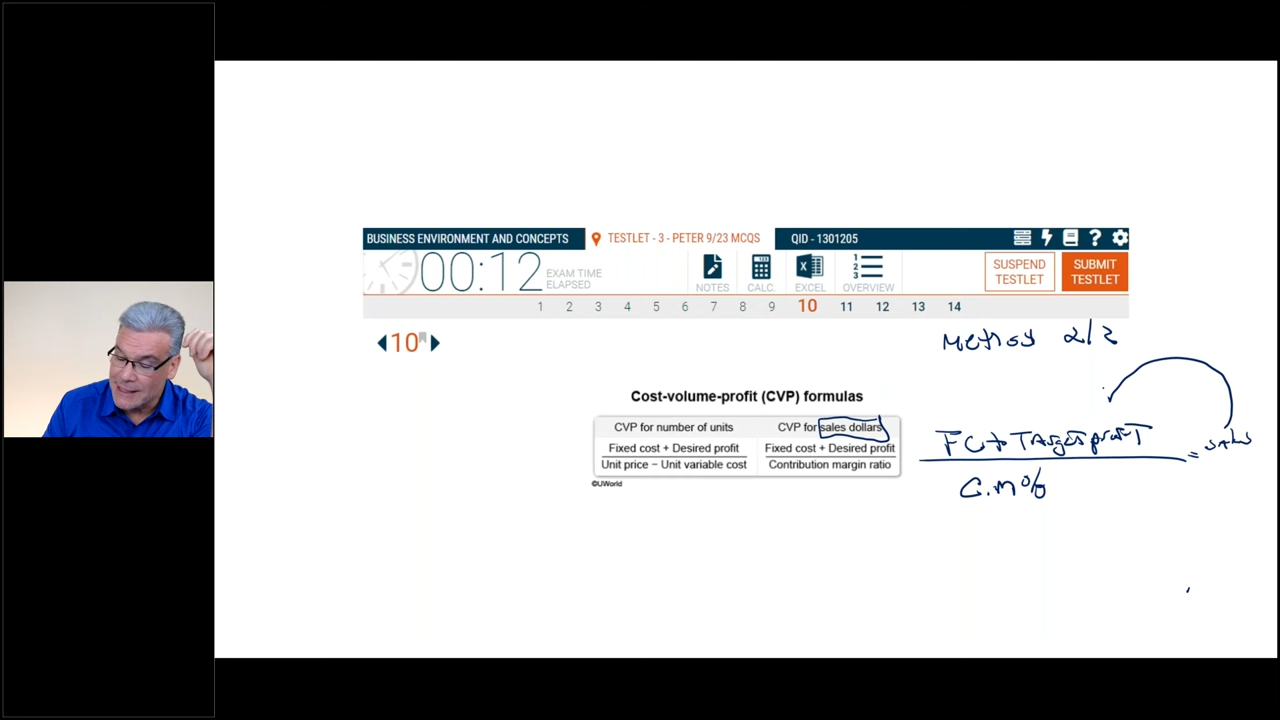 BUSINESS ENVIRONMENT AND CONCEPTS TESTLET - 3 - PETER 9/23 MCQS QID - 1301205
00:12 EXAM TIME ELAPSED
NOTES CALC. EXCEL OVERVIEW
SUSPEND TESTLET
SUBMIT TESTLET
1 2 3 4 5 6 7 8 9 10 11 12 13 14
10
Method 2/3
Cost-volume-profit (CVP) formulas
CVP for number of units CVP for sales dollars
Fixed cost + Desired profit Fixed cost + Desired profit
Unit price − Unit variable cost Contribution margin ratio
©UWorld
FC + Target profit = sales
C.M %